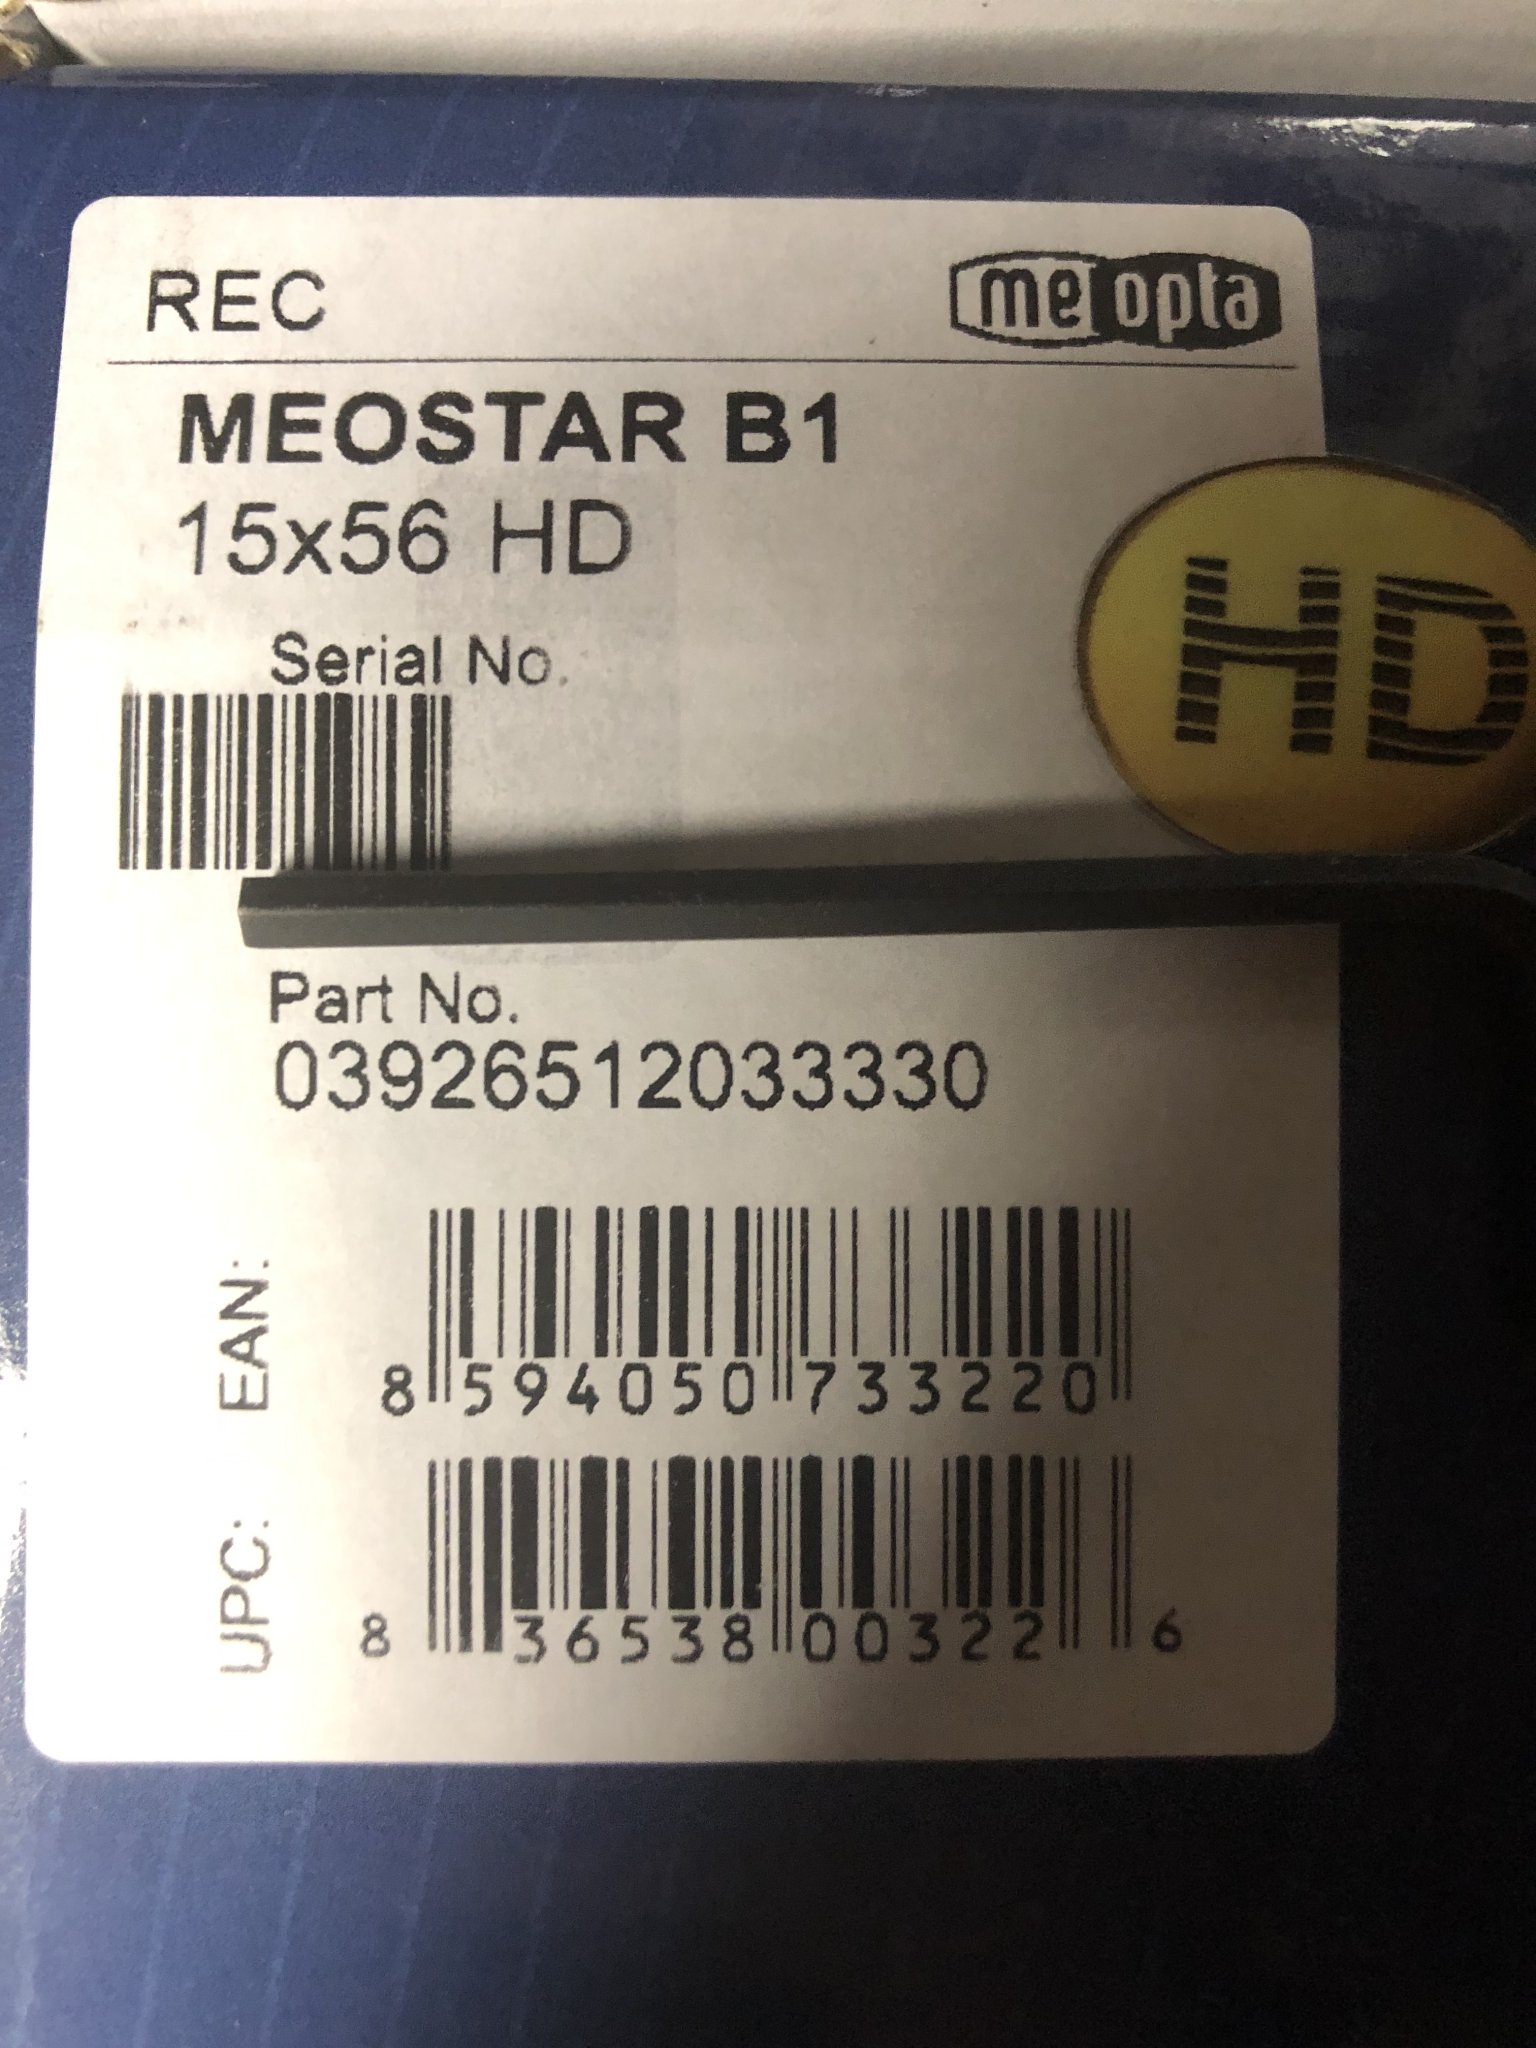 REC
meopta
MEOSTAR B1
15x56 HD
HD
Serial No.
Part No.
03926512033330
EAN:
8 594050 733220
UPC:
8 36538 00322 6